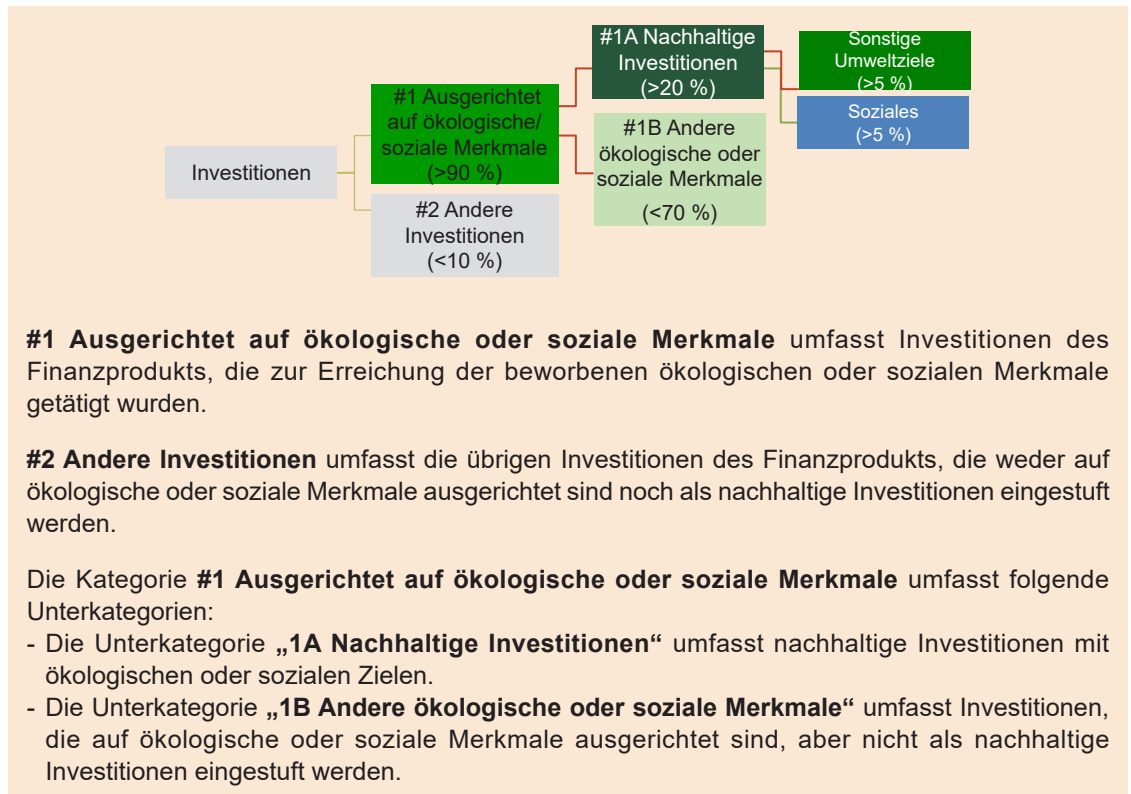 #1A Nachhaltige
Investitionen
(>20 %)
Sonstige
Umweltziele
(>5 %)
Soziales
(>5 %)
#1 Ausgerichtet
auf ökologische/
soziale Merkmale
(>90 %)
#1B Andere
ökologische oder
soziale Merkmale
(<70 %)
Investitionen
#2 Andere
Investitionen
(<10 %)
#1 Ausgerichtet auf ökologische oder soziale Merkmale umfasst Investitionen des
Finanzprodukts, die zur Erreichung der beworbenen ökologischen oder sozialen Merkmale
getätigt wurden.
#2 Andere Investitionen umfasst die übrigen Investitionen des Finanzprodukts, die weder auf
ökologische oder soziale Merkmale ausgerichtet sind noch als nachhaltige Investitionen eingestuft
werden.
Die Kategorie #1 Ausgerichtet auf ökologische oder soziale Merkmale umfasst folgende
Unterkategorien:
- Die Unterkategorie „1A Nachhaltige Investitionen“ umfasst nachhaltige Investitionen mit
ökologischen oder sozialen Zielen.
- Die Unterkategorie „1B Andere ökologische oder soziale Merkmale“ umfasst Investitionen,
die auf ökologische oder soziale Merkmale ausgerichtet sind, aber nicht als nachhaltige
Investitionen eingestuft werden.